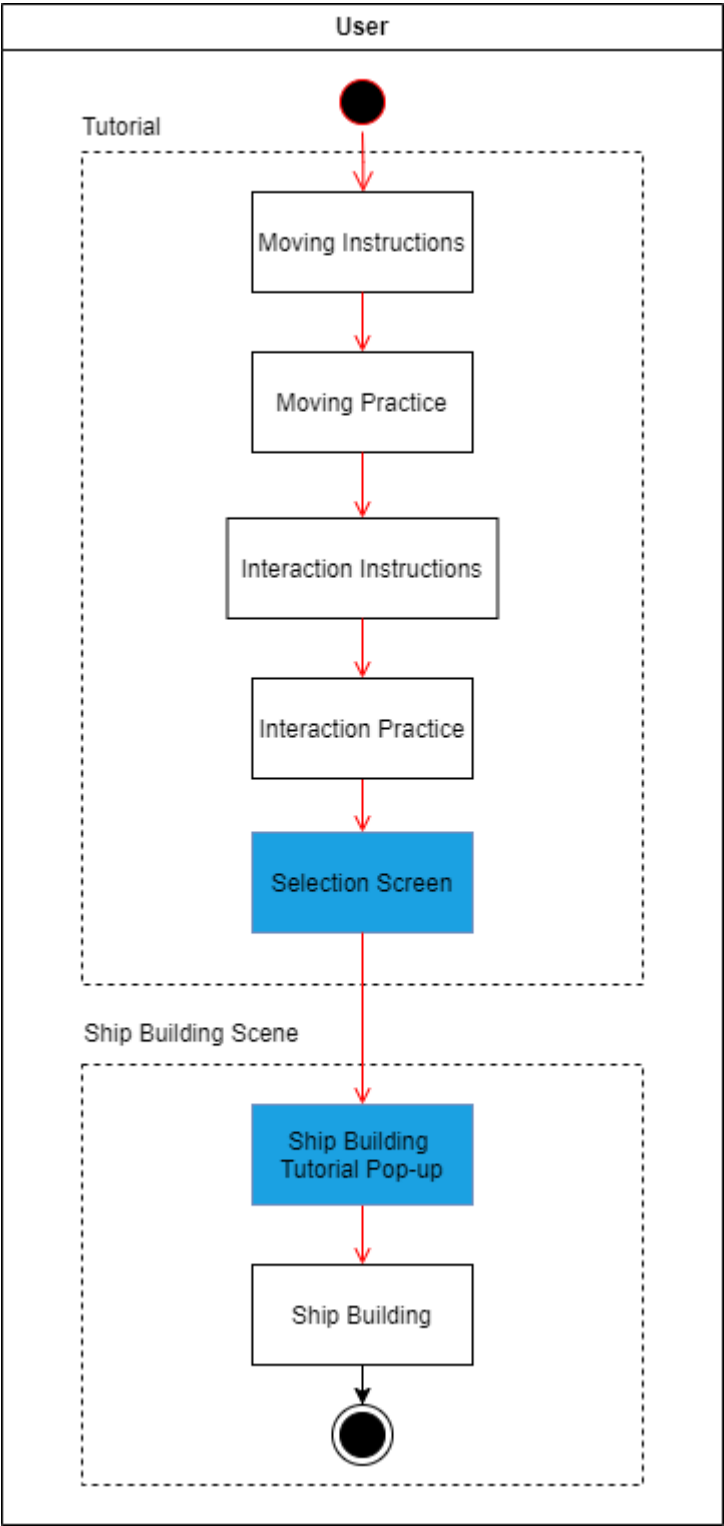 User
Tutorial
Moving Instructions
Moving Practice
Interaction Instructions
Interaction Practice
Selection Screen
Ship Building Scene
Ship Building
Tutorial Pop-up
Ship Building